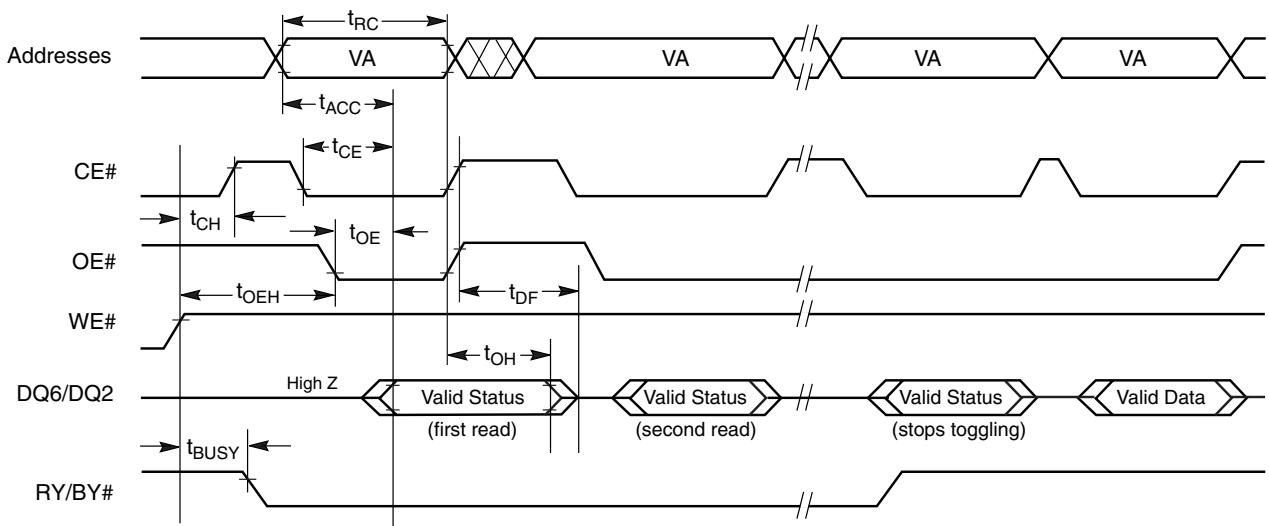 tRC
Addresses VA VA VA VA
tACC
tCE
CE#
tCH tOE
OE#
tOEH tDF
WE#
tOH
High Z
DQ6/DQ2 Valid Status Valid Status Valid Status Valid Data
(first read) (second read) (stops toggling)
tBUSY
RY/BY#